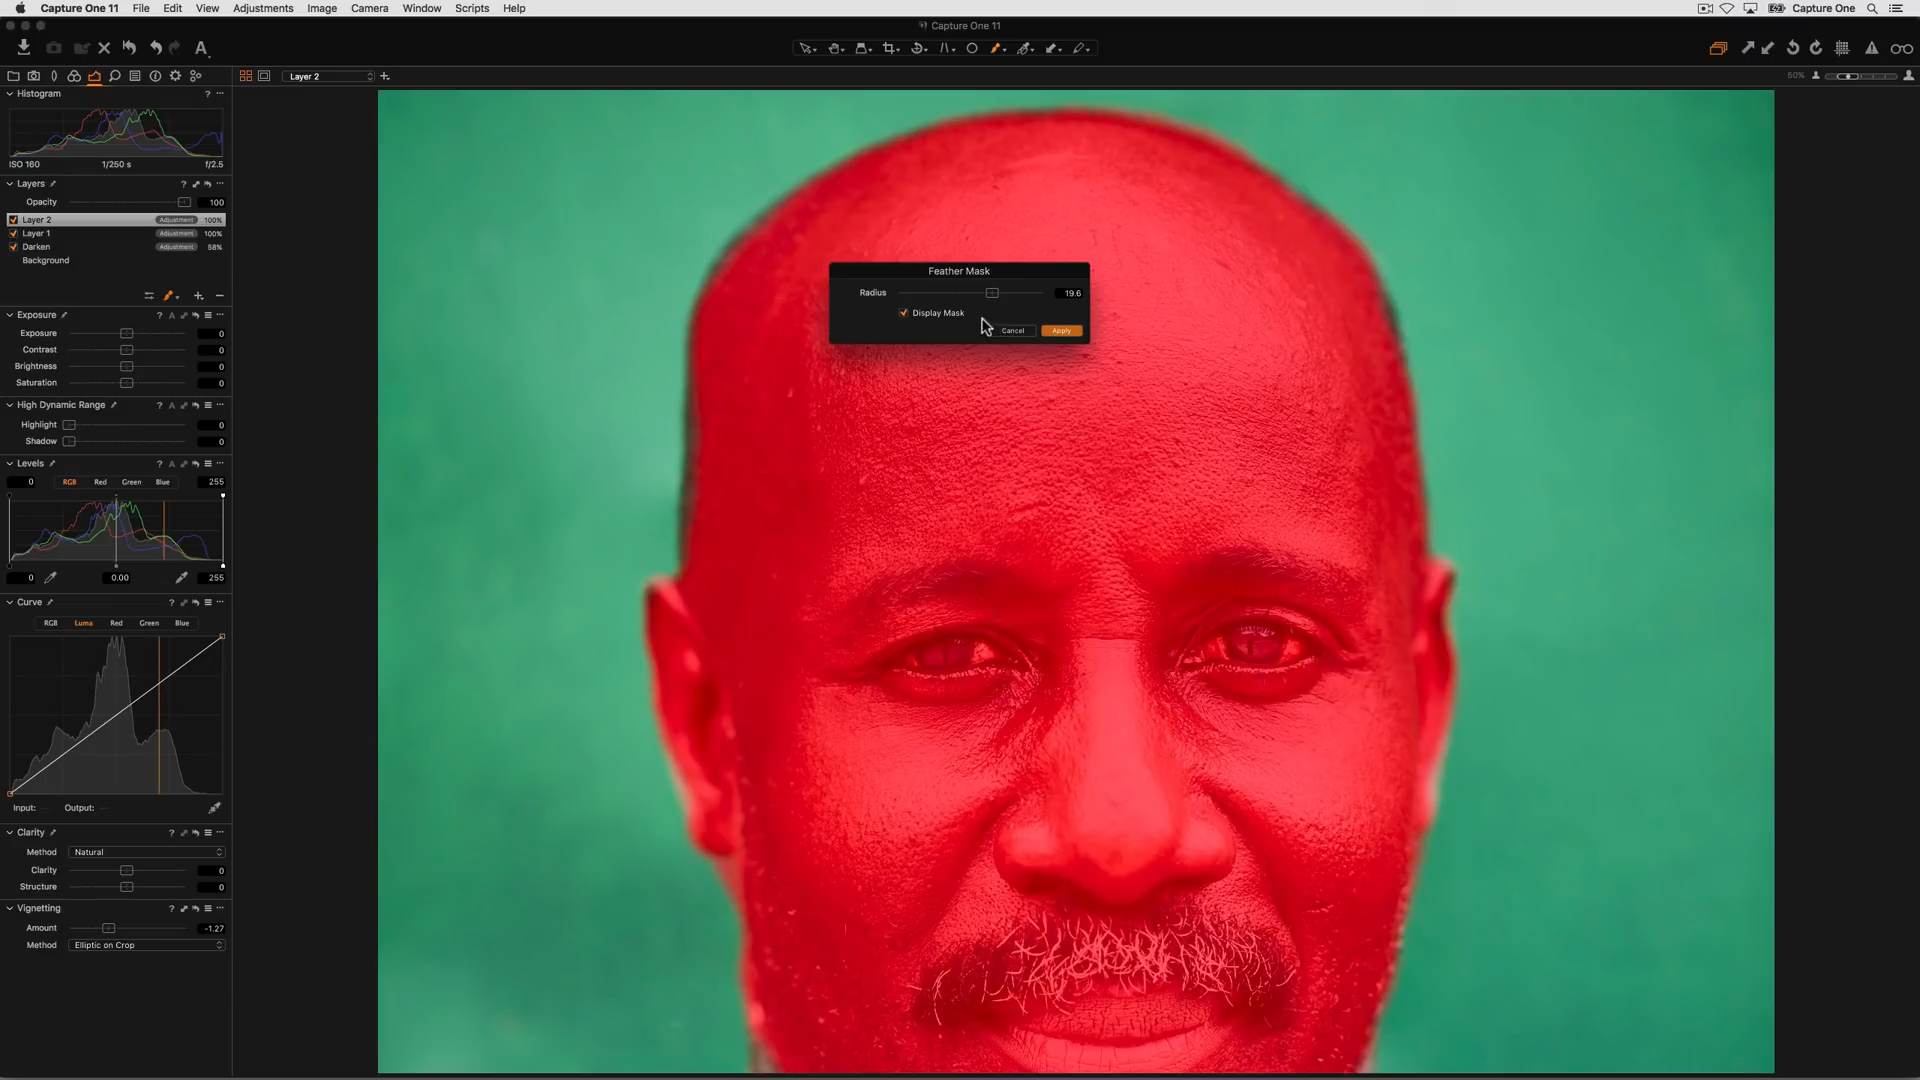 Capture One 11 File Edit View Adjustments Image Camera Window Scripts Help Capture One
Capture One 11
Layer 2 50%
Histogram
ISO 160 1/250 s f/2.5
Layers
Opacity 100
Layer 2 Adjustment 100%
Layer 1 Adjustment 100%
Darken Adjustment 58%
Background
Feather Mask
Radius 19.6
Display Mask
Cancel Apply
Exposure
Exposure 0
Contrast 0
Brightness 0
Saturation 0
High Dynamic Range
Highlight 0
Shadow 0
Levels
0 RGB Red Green Blue 255
0 0.00 255
Curve
RGB Luma Red Green Blue
Input: Output:
Clarity
Method Natural
Clarity 0
Structure 0
Vignetting
Amount -1.27
Method Elliptic on Crop